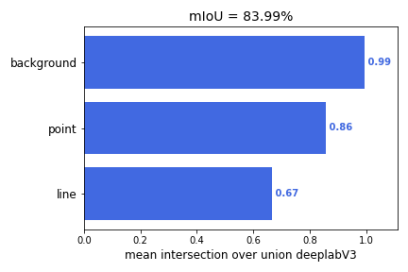 mIoU = 83.99%
background
0.99
point
0.86
line
0.67
0.0 0.2 0.4 0.6 0.8 1.0
mean intersection over union deeplabV3